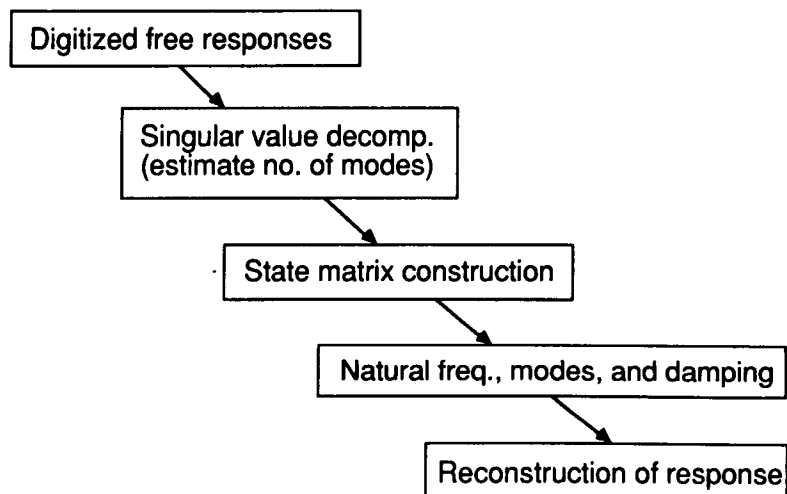 Digitized free responses
Singular value decomp.
(estimate no. of modes)
State matrix construction
Natural freq., modes, and damping
Reconstruction of response